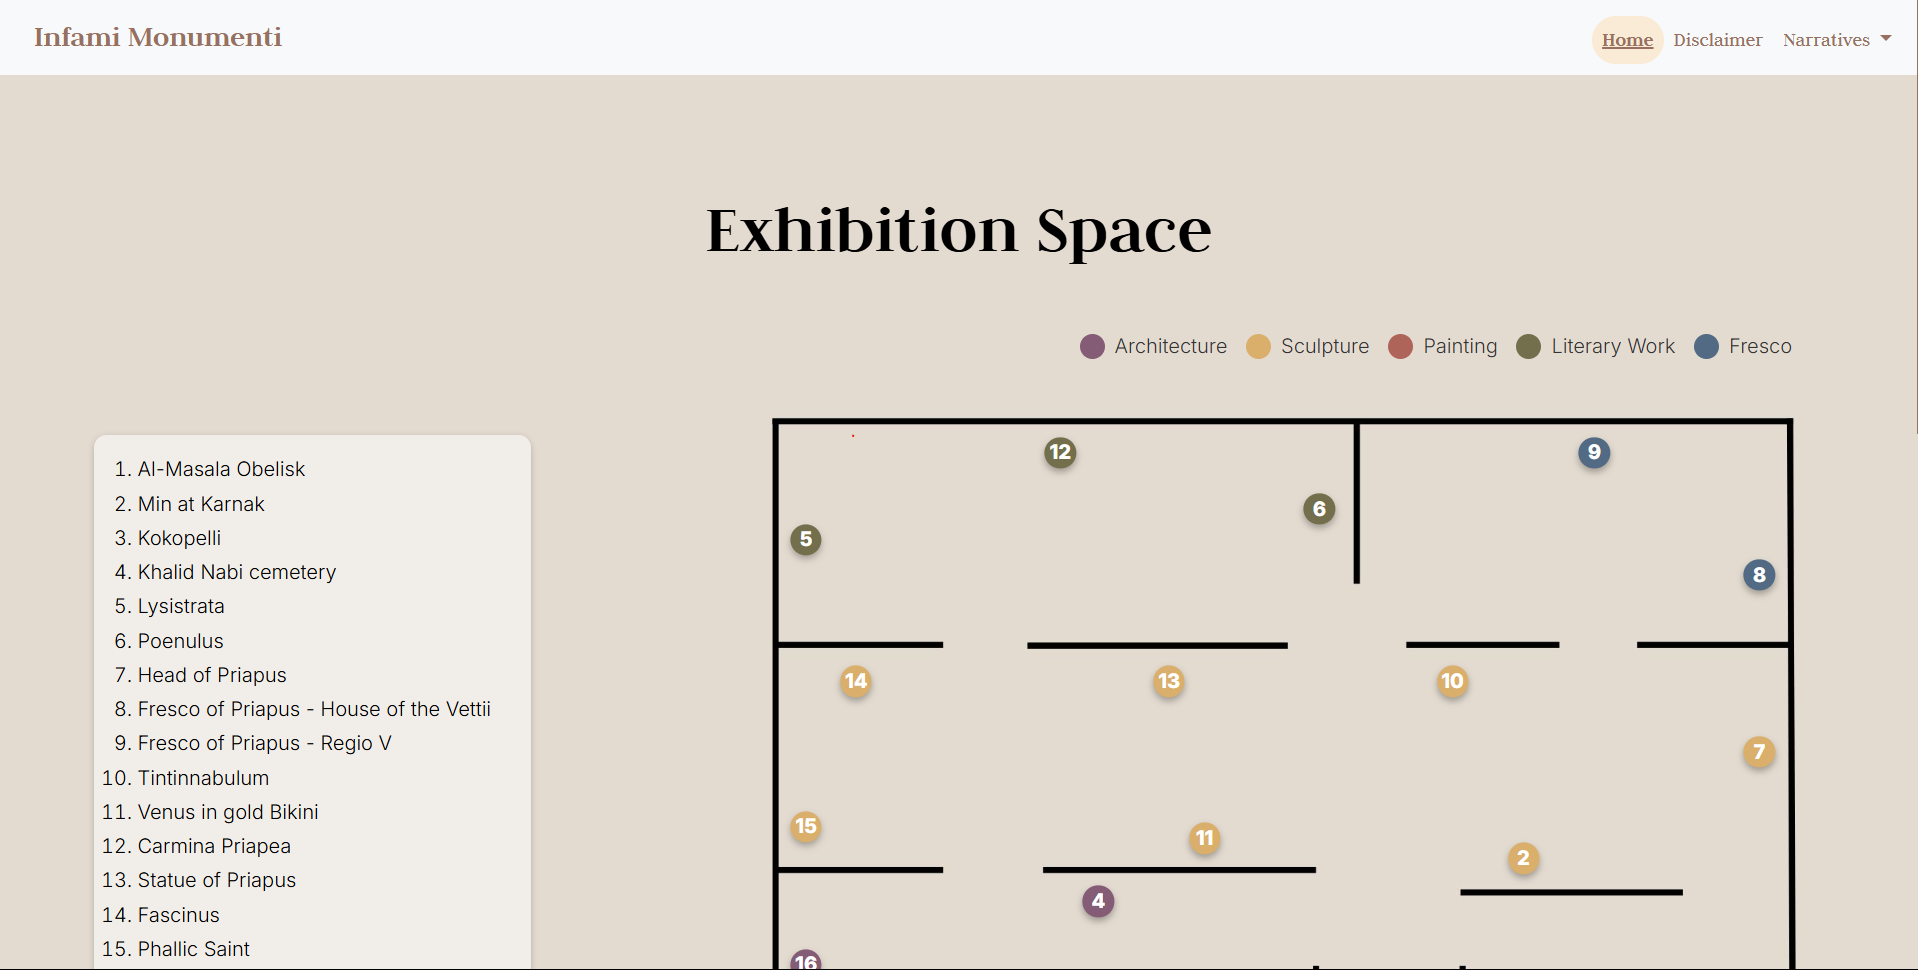 Infami Monumenti
Home Disclaimer Narratives
Exhibition Space
Architecture Sculpture Painting Literary Work Fresco
1. Al-Masala Obelisk
2. Min at Karnak
3. Kokopelli
4. Khalid Nabi cemetery
5. Lysistrata
6. Poenulus
7. Head of Priapus
8. Fresco of Priapus - House of the Vettii
9. Fresco of Priapus - Regio V
10. Tintinnabulum
11. Venus in gold Bikini
12. Carmina Priapea
13. Statue of Priapus
14. Fascinus
15. Phallic Saint
12
9
6
5
8
14
13
10
7
15
11
2
4
16